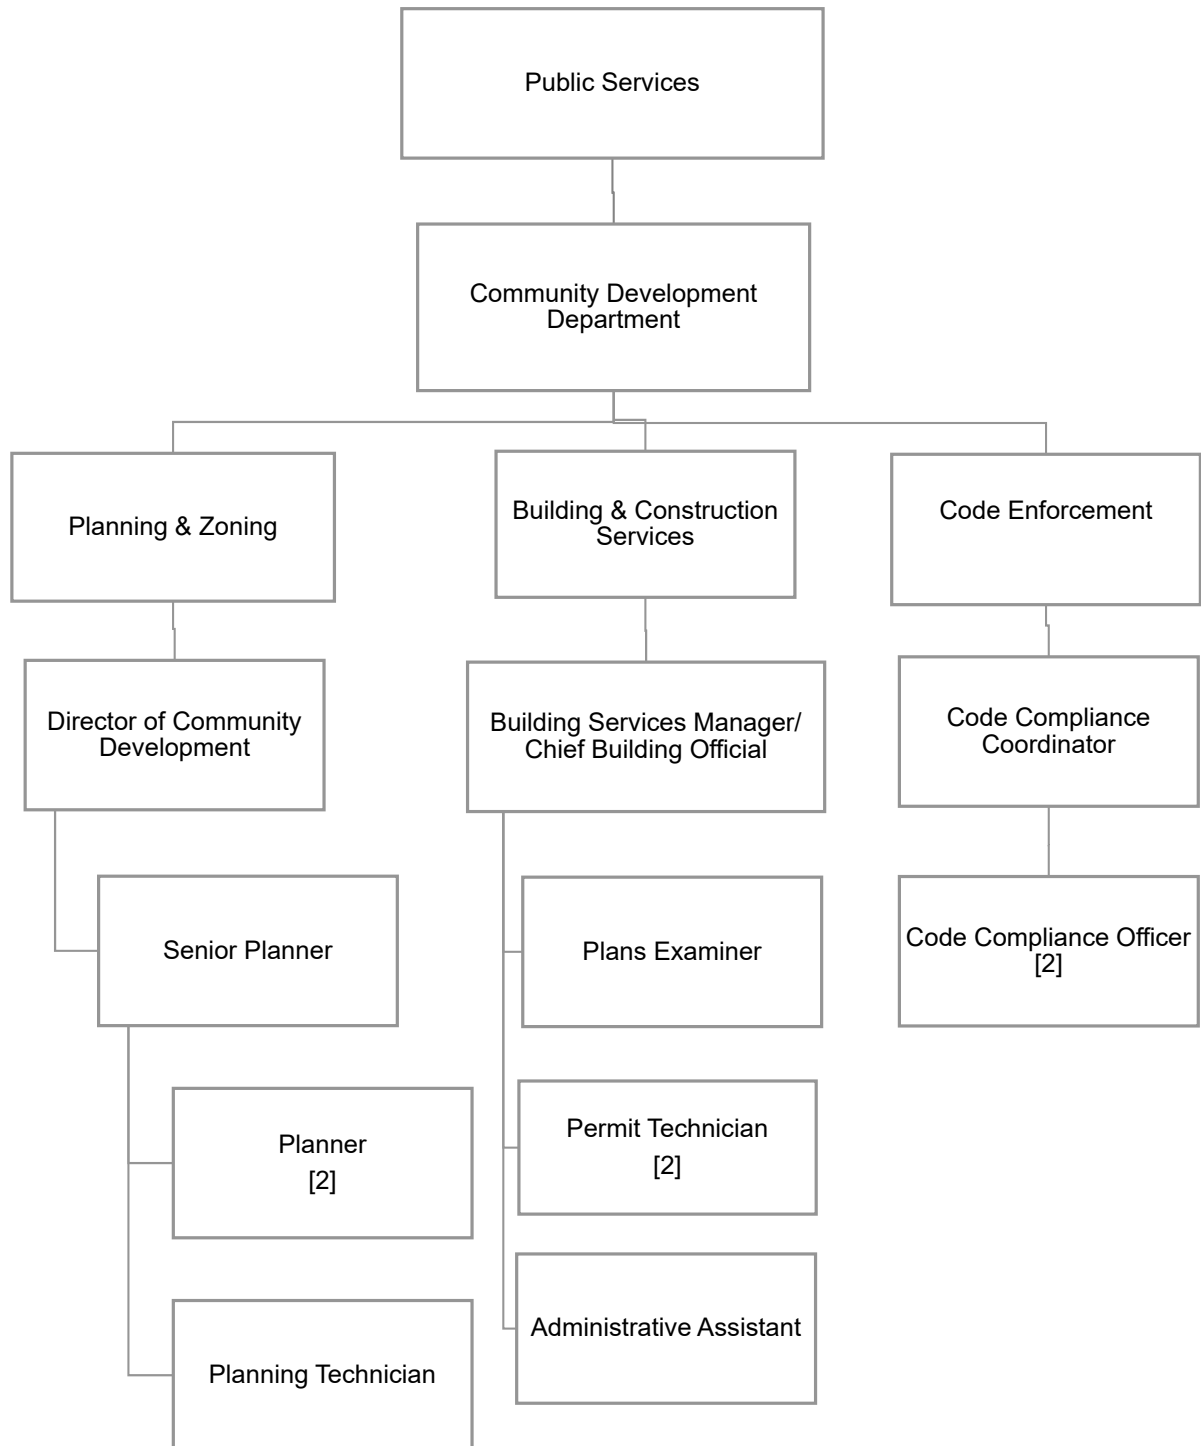 Public Services
Community Development
Department
Planning & Zoning
Building & Construction
Services
Code Enforcement
Director of Community
Development
Building Services Manager/
Chief Building Official
Code Compliance
Coordinator
Senior Planner
Plans Examiner
Code Compliance Officer
[2]
Planner
[2]
Permit Technician
[2]
Planning Technician
Administrative Assistant